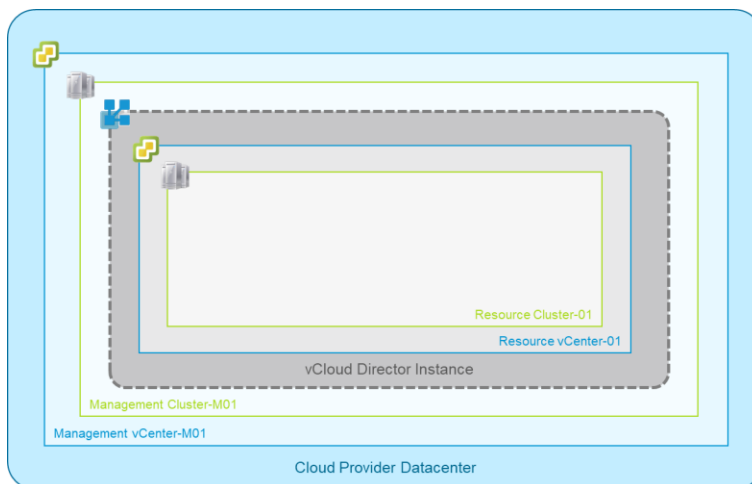 Resource Cluster-01
Resource vCenter-01
vCloud Director Instance
Management Cluster-M01
Management vCenter-M01
Cloud Provider Datacenter